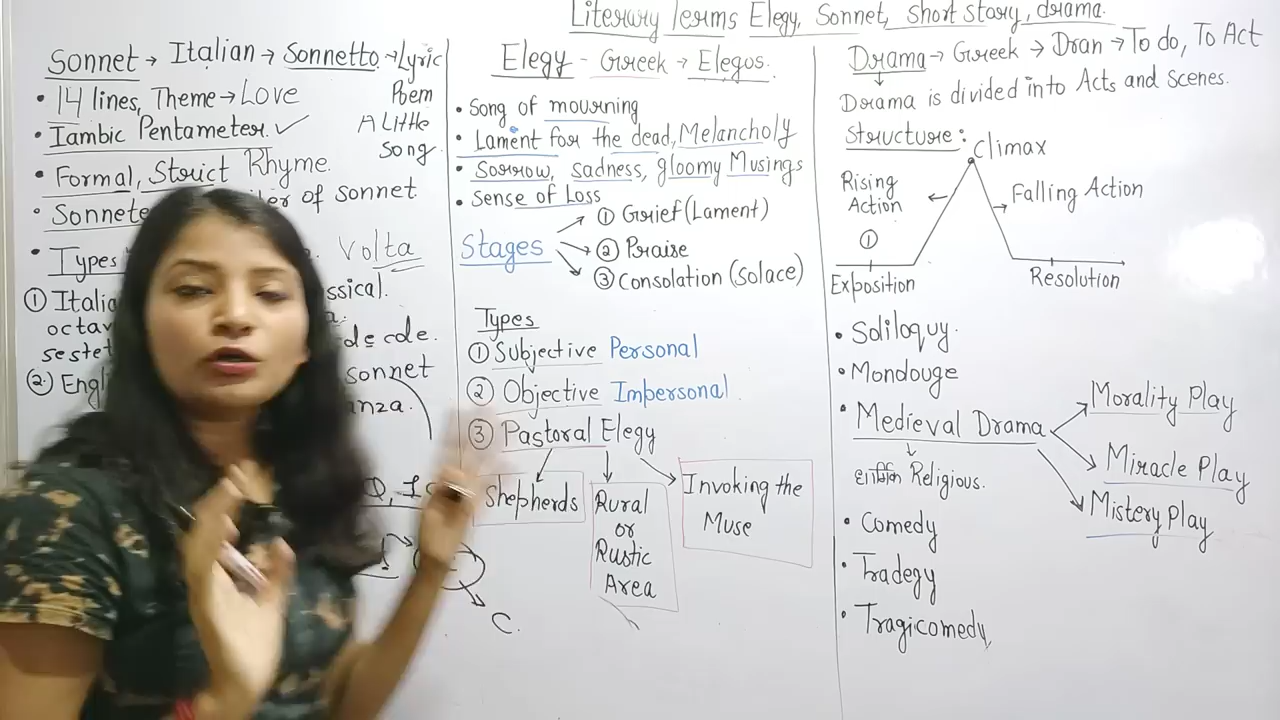 Literary Terms Elegy, Sonnet, short story, drama.
Sonnet → Italian → Sonnetto → Lyric
Poem
A Little
Song.
• 14 lines, Theme → Love
• Iambic Pentameter. ✓
• Formal, Strict Rhyme.
• Sonnete of sonnet
• Types Volta
① Italia ssical.
octav a.
sestet de cde.
②. Engl sonnet
anza.
C.
Elegy - Greek → Elegos.
• Song of mourning
• Lament for the dead, Melancholy
• Sorrow, sadness, gloomy Musings
• Sense of Loss
Stages
① Grief (Lament)
② Praise
③ Consolation (Solace)
Types
① Subjective Personal
② Objective Impersonal
③ Pastoral Elegy
Shepherds
Rural
or
Rustic
Area
Invoking the
Muse
Drama → Greek → Dran → To do, To Act
Drama is divided into Acts and Scenes.
Structure:
Climax
Rising
Action
①
Falling Action
Exposition
Resolution
• Soliloquy.
• Mondouge
• Medieval Drama
Morality Play
Miracle Play
Mistery Play
धार्मिक Religious.
• Comedy
• Tradegy
• Tragicomedy,